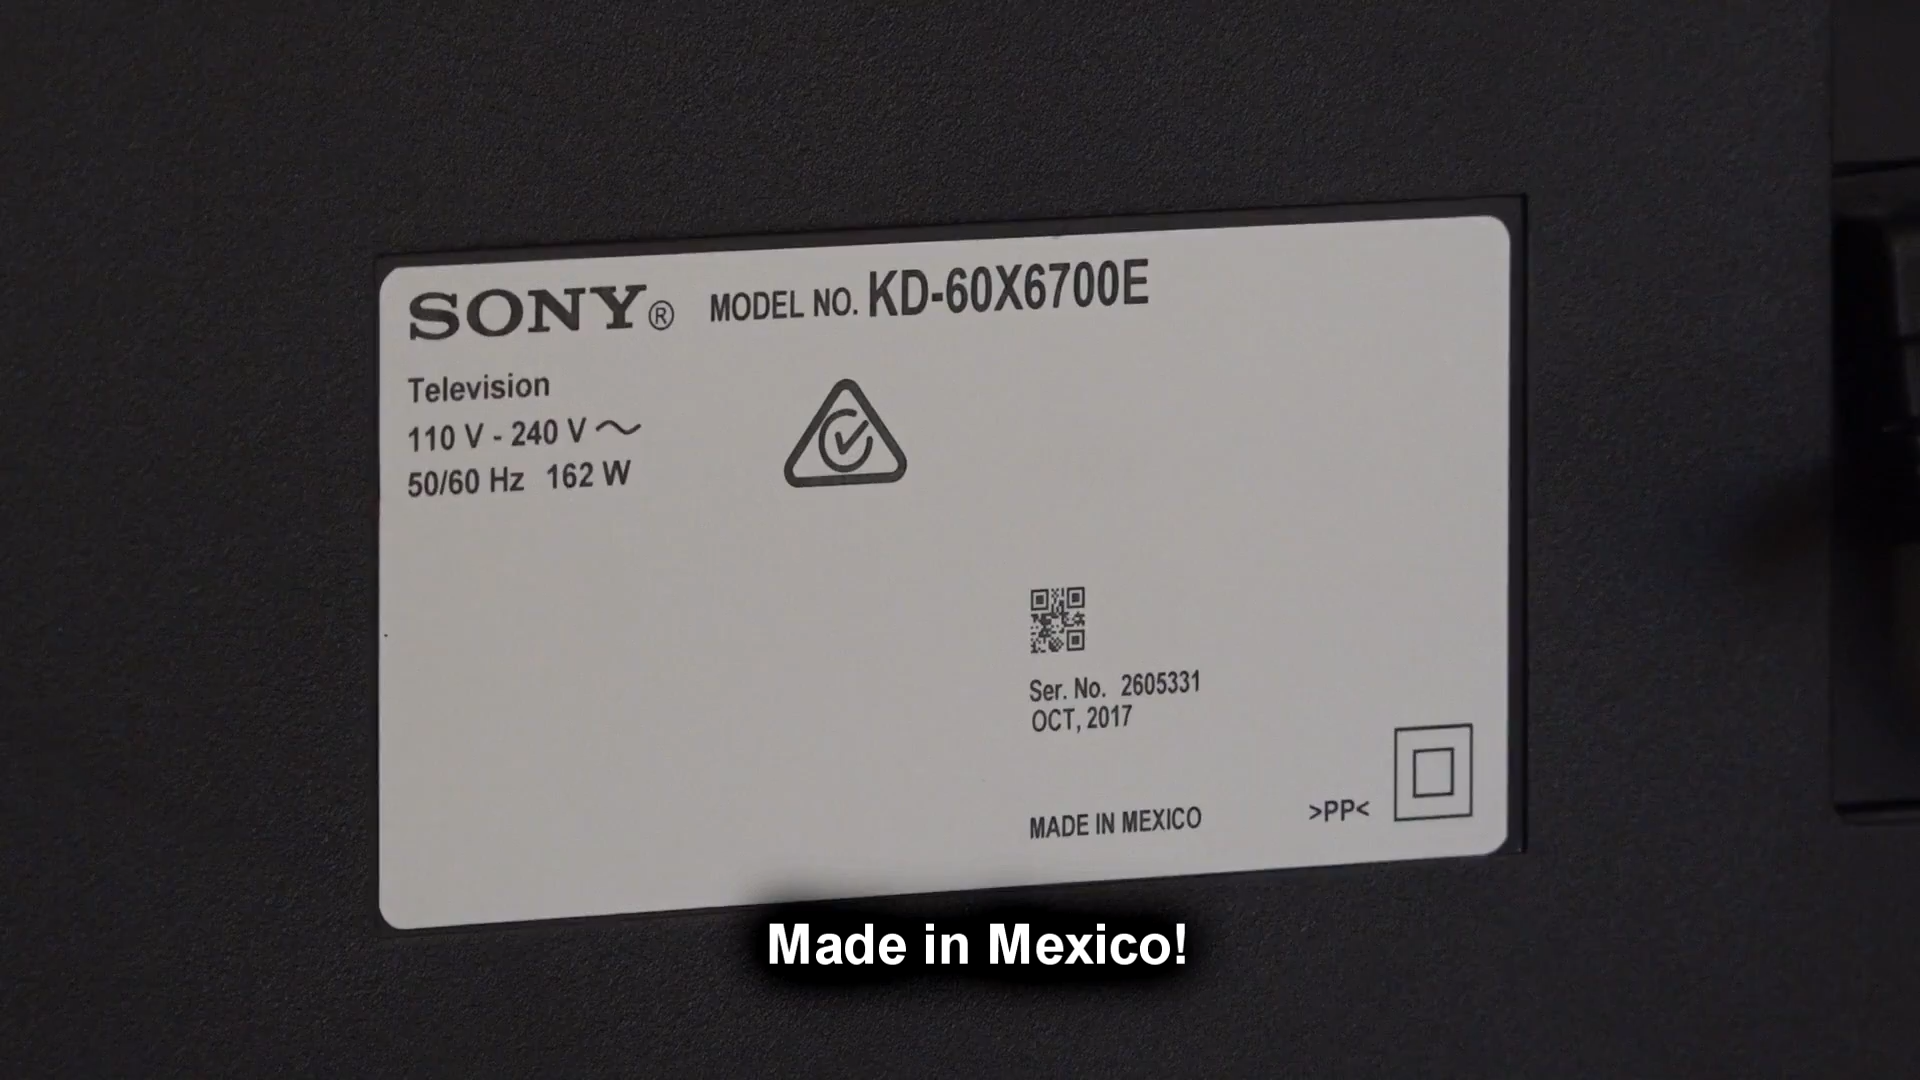 SONY® MODEL NO. KD-60X6700E
Television
110 V - 240 V ~
50/60 Hz 162 W
Ser. No. 2605331
OCT, 2017
MADE IN MEXICO >PP<
Made in Mexico!